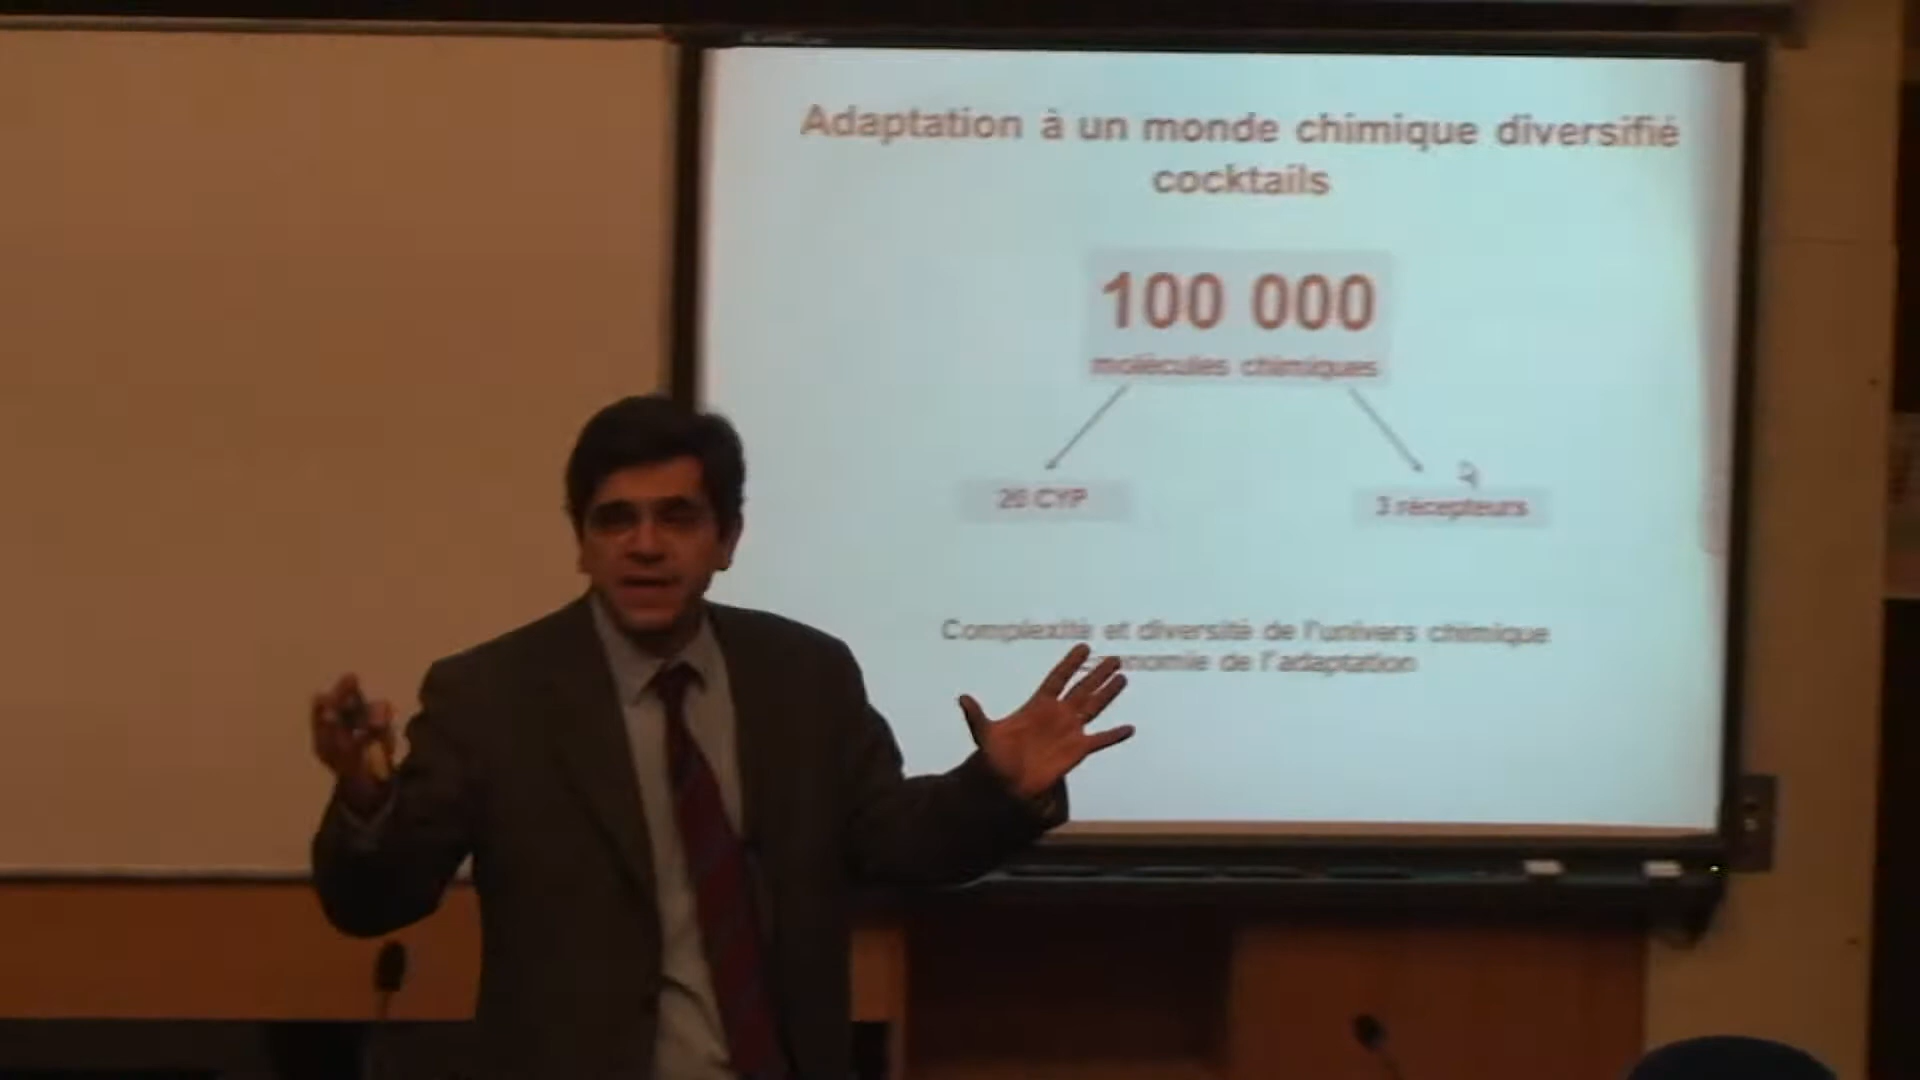 Adaptation à un monde chimique diversifié
cocktails
100 000
molécules chimiques
20 CYP
3 récepteurs
Complexité et diversité de l'univers chimique
de l'adaptation